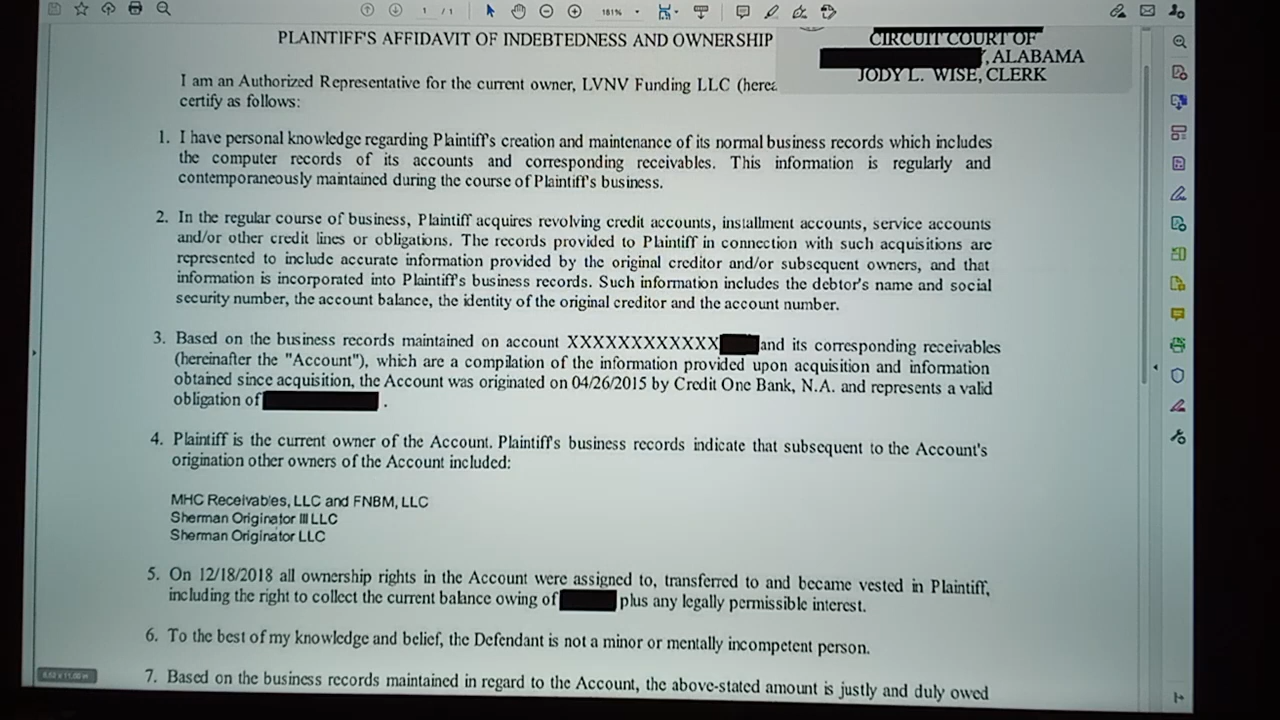 1 / 1
181%
PLAINTIFF'S AFFIDAVIT OF INDEBTEDNESS AND OWNERSHIP
CIRCUIT COURT OF
, ALABAMA
JODY L. WISE, CLERK
I am an Authorized Representative for the current owner, LVNV Funding LLC
certify as follows:
1. I have personal knowledge regarding Plaintiff's creation and maintenance of its normal business records which includes
the computer records of its accounts and corresponding receivables. This information is regularly and
contemporaneously maintained during the course of Plaintiff's business.
2. In the regular course of business, Plaintiff acquires revolving credit accounts, installment accounts, service accounts
and/or other credit lines or obligations. The records provided to Plaintiff in connection with such acquisitions are
represented to include accurate information provided by the original creditor and/or subsequent owners, and that
information is incorporated into Plaintiff's business records. Such information includes the debtor's name and social
security number, the account balance, the identity of the original creditor and the account number.
3. Based on the business records maintained on account XXXXXXXXXXXX and its corresponding receivables
(hereinafter the "Account"), which are a compilation of the information provided upon acquisition and information
obtained since acquisition, the Account was originated on 04/26/2015 by Credit One Bank, N.A. and represents a valid
obligation of .
4. Plaintiff is the current owner of the Account. Plaintiff's business records indicate that subsequent to the Account's
origination other owners of the Account included:
MHC Receivables, LLC and FNBM, LLC
Sherman Originator III LLC
Sherman Originator LLC
5. On 12/18/2018 all ownership rights in the Account were assigned to, transferred to and became vested in Plaintiff,
including the right to collect the current balance owing of plus any legally permissible interest.
6. To the best of my knowledge and belief, the Defendant is not a minor or mentally incompetent person.
7. Based on the business records maintained in regard to the Account, the above-stated amount is justly and duly owed